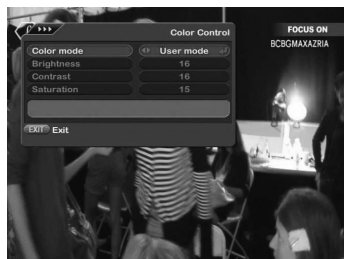 Color Control
FOCUS ON
BCBGMAXAZRIA
Color mode User mode
Brightness 16
Contrast 16
Saturation 15
EXIT Exit